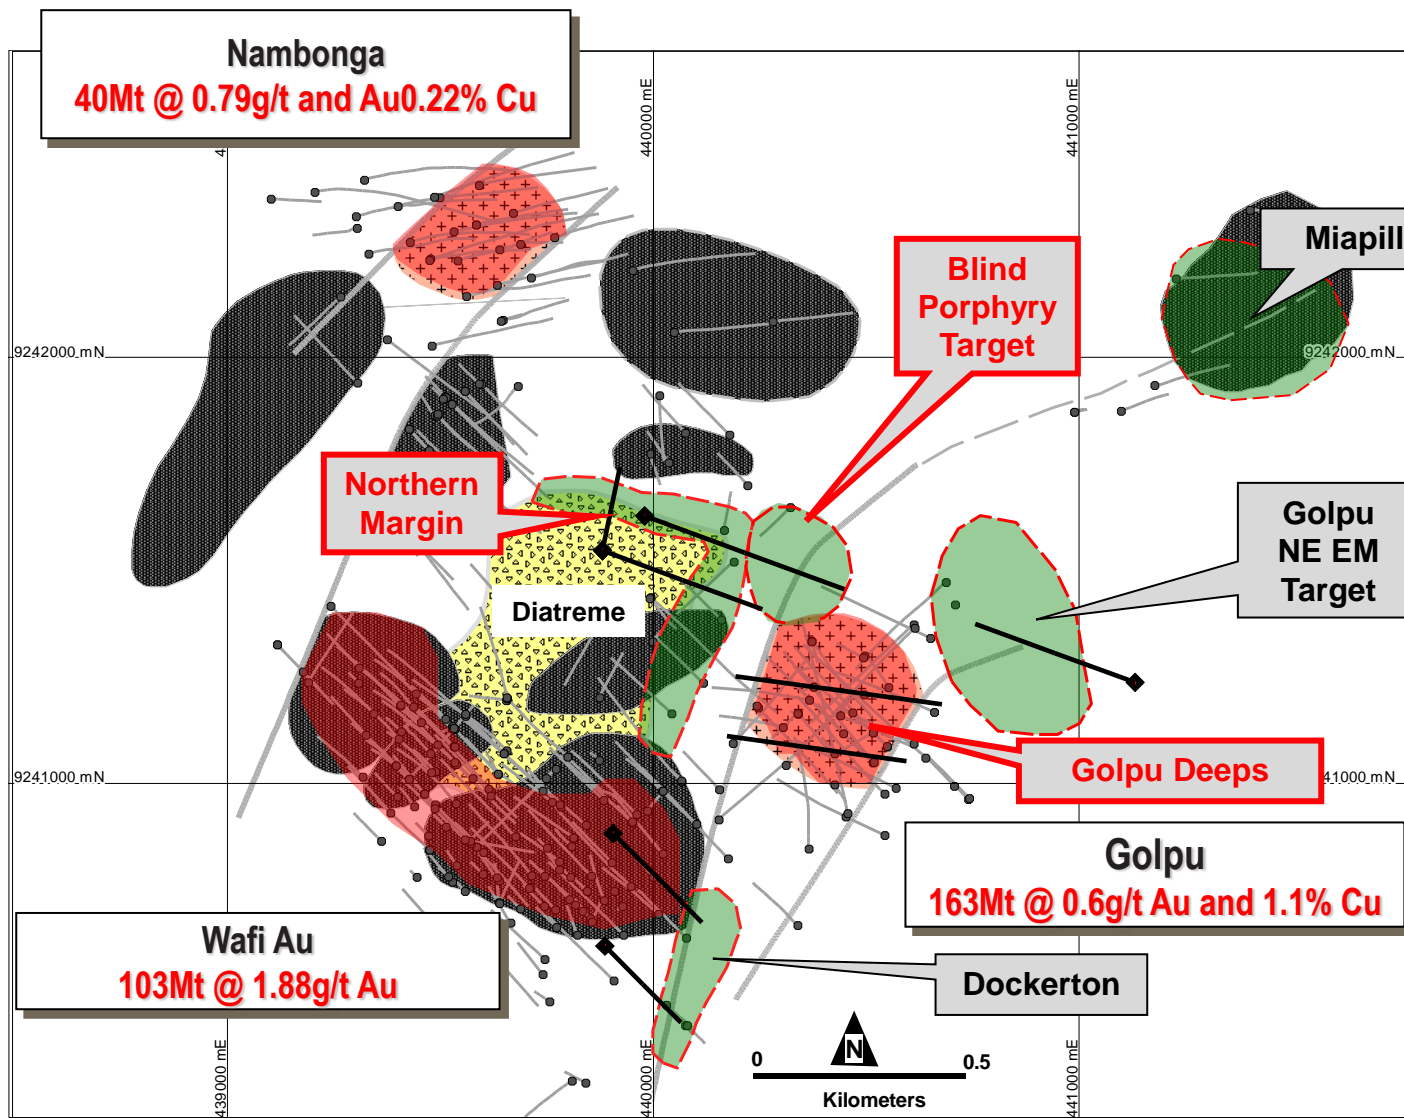 Nambonga
40Mt @ 0.79g/t and Au0.22% Cu
4
440000 mE
441000 mE
Miapill
Blind
Porphyry
Target
9242000 mN
9242000 mN
Northern
Margin
Golpu
NE EM
Target
Diatreme
Golpu Deeps
9241000 mN
41000 mN
Golpu
163Mt @ 0.6g/t Au and 1.1% Cu
Wafi Au
103Mt @ 1.88g/t Au
Dockerton
N
0
0.5
Kilometers
439000 mE
440000 mE
441000 mE